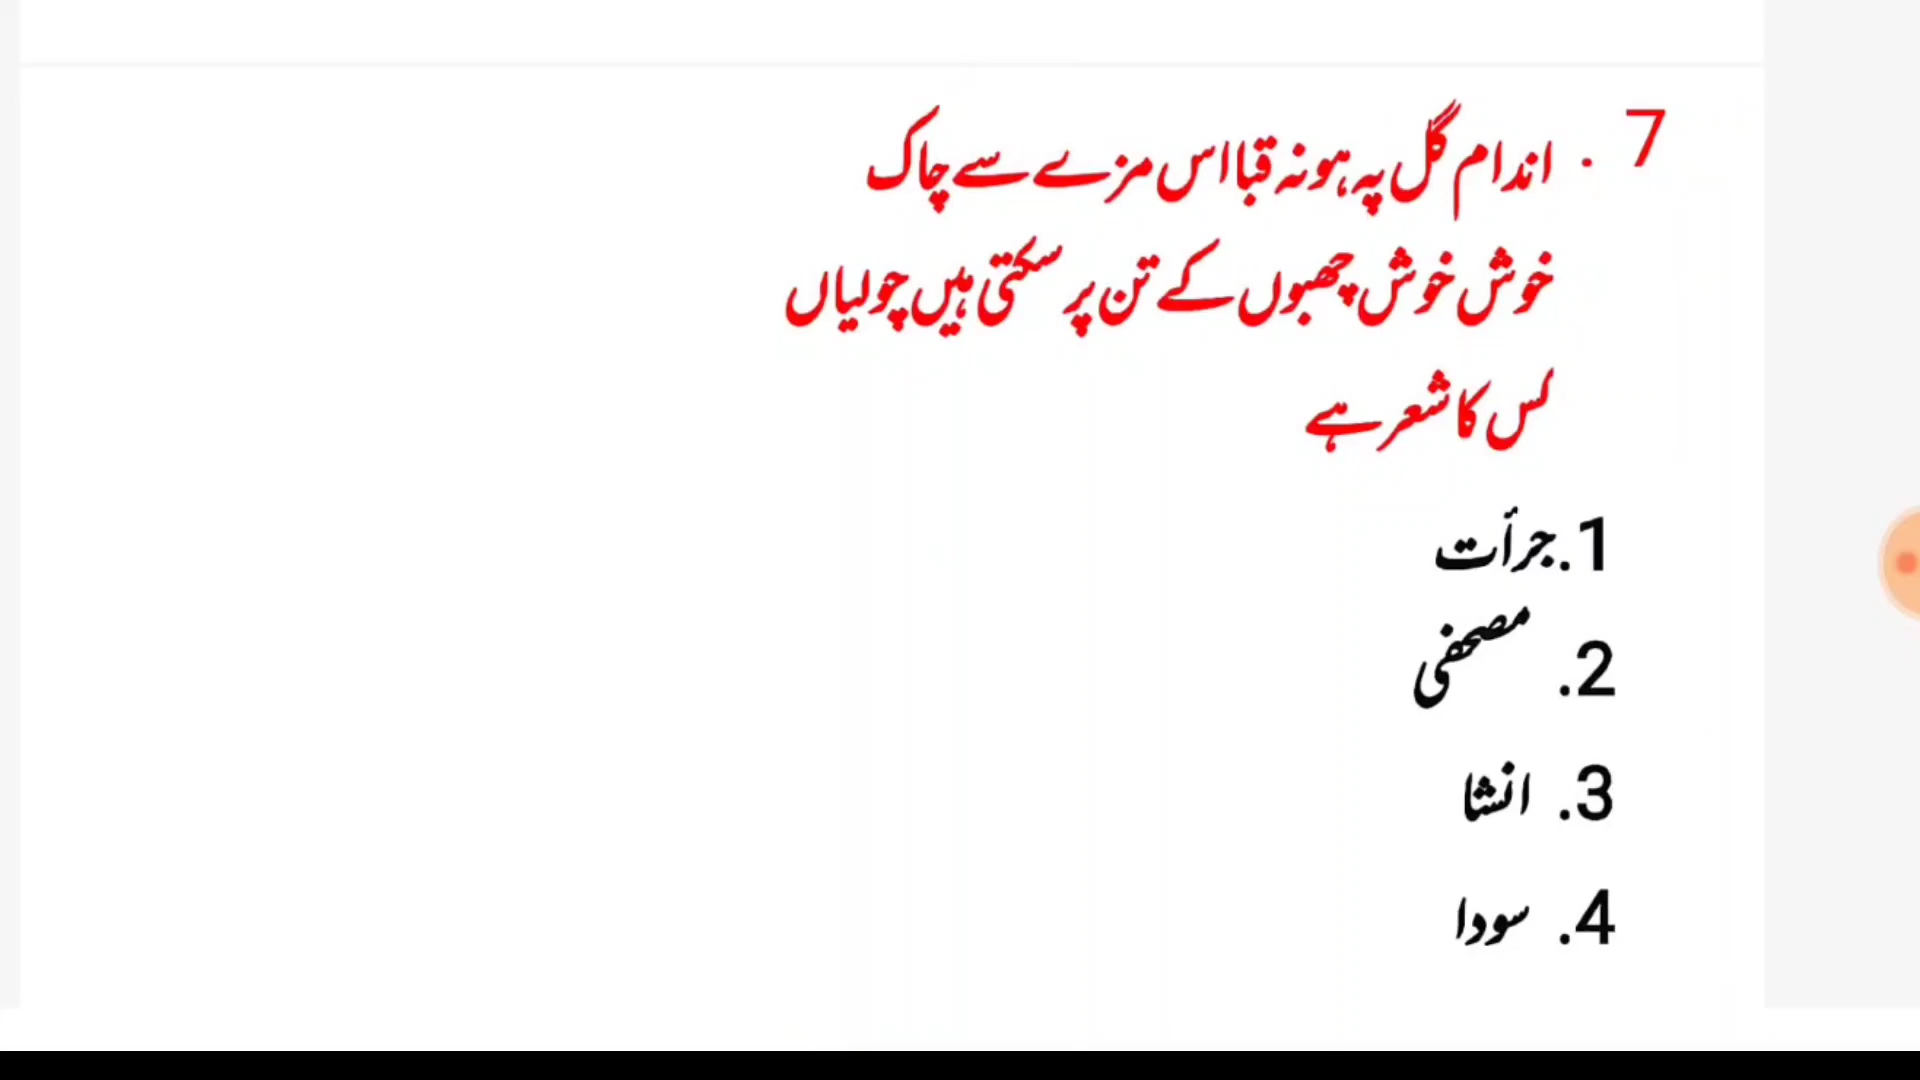 7 . اندام گل پہ ہو نہ قبا اس مزے سے چاک
خوش خوش چھبوں کے تن پر سکتی ہیں چولیاں
کس کا شعر ہے
1. جرأت
2. مصحفی
3. انشا
4. سودا